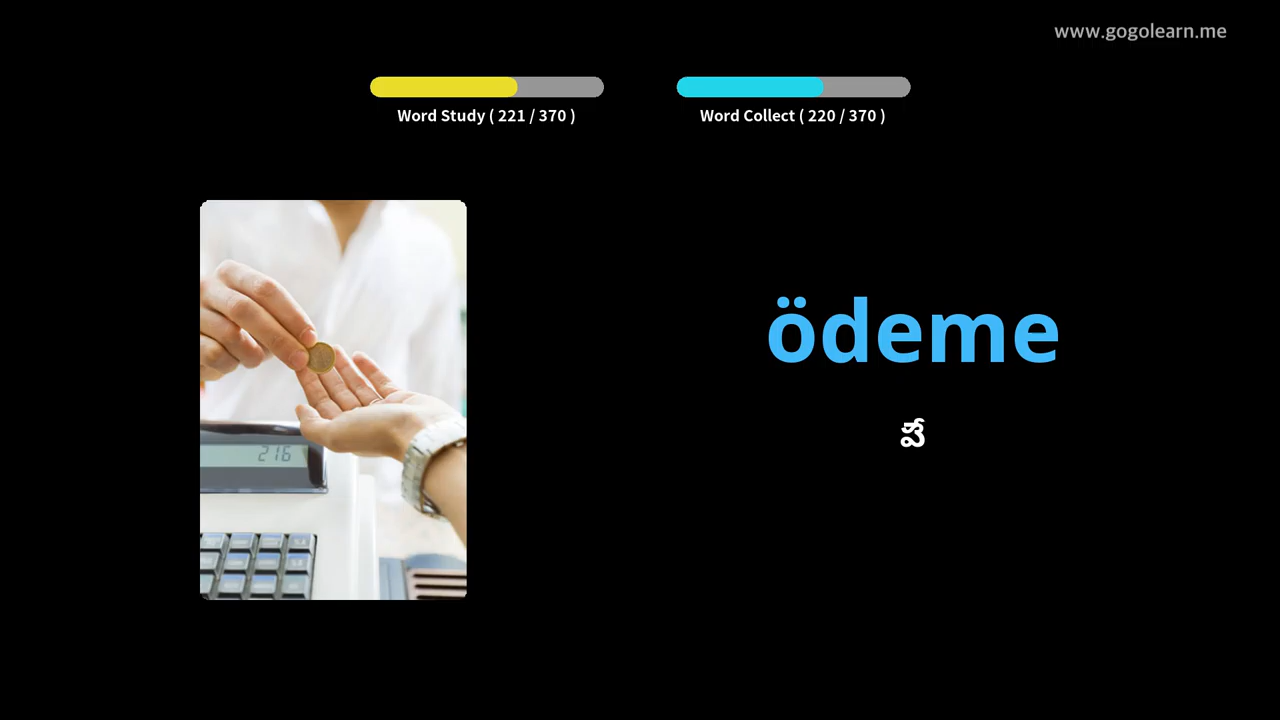 www.gogolearn.me
Word Study ( 221 / 370 )
Word Collect ( 220 / 370 )
216
ödeme
పే